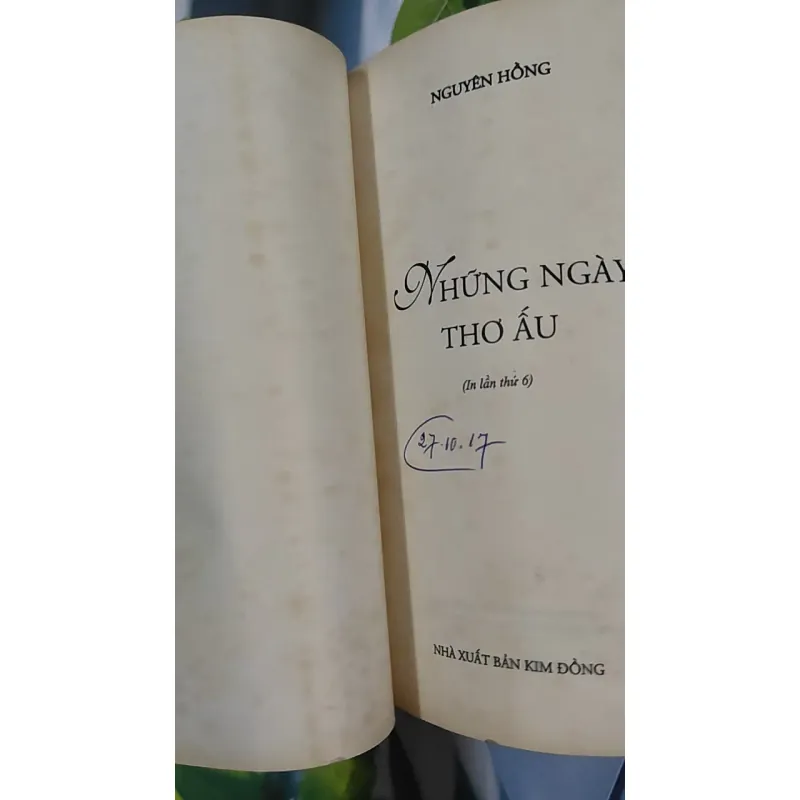 NGUYÊN HỒNG
NHỮNG NGÀY
THƠ ẤU
(In lần thứ 6)
27.10.17
NHÀ XUẤT BẢN KIM ĐỒNG